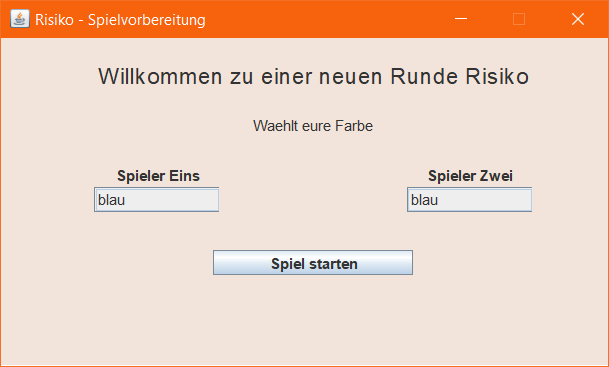 Risiko - Spielvorbereitung
Willkommen zu einer neuen Runde Risiko
Waehlt eure Farbe
Spieler Eins
Spieler Zwei
blau
blau
Spiel starten